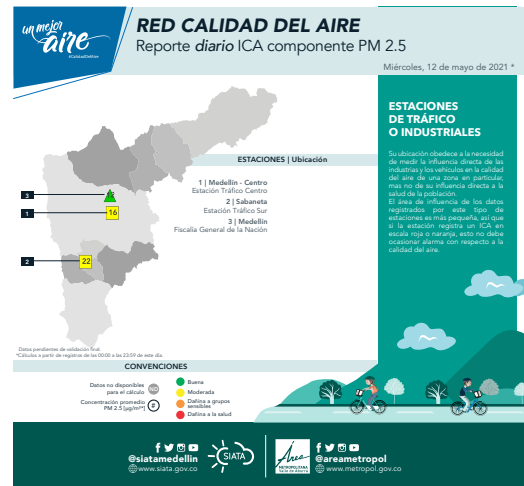 un mejor
aire
#CalidadDelAire
RED CALIDAD DEL AIRE
Reporte diario ICA componente PM 2.5
Miércoles, 12 de mayo de 2021 *
ESTACIONES | Ubicación
1 | Medellín - Centro
Estación Tráfico Centro
2 | Sabaneta
Estación Tráfico Sur
3 | Medellín
Fiscalia General de la Nación
3
1
16
2
22
ESTACIONES
DE TRÁFICO
O INDUSTRIALES
Su ubicación obedece a la necesidad
de medir la influencia directa de las
industrias y los vehículos en la calidad
del aire de una zona en particular,
mas no de su influencia directa a la
salud de la población.
El área de influencia de los datos
registrados por este tipo de
estaciones es más pequeña, así que
si la estación registra un ICA en
escala roja o naranja, esto no debe
ocasionar alarma con respecto a la
calidad del aire.
Datos pendientes de validación final.
*Cálculos a partir de registros de las 00:00 a las 23:59 de este día.
CONVENCIONES
Datos no disponibles
para el cálculo
ND
Concentración promedio
PM 2.5 [µg/m³*]
#
Buena
Moderada
Dañina a grupos
sensibles
Dañina a la salud
@siatamedellin
www.siata.gov.co
SIATA
Área
METROPOLITANA
Valle de Aburrá
@areametropol
www.metropol.gov.co